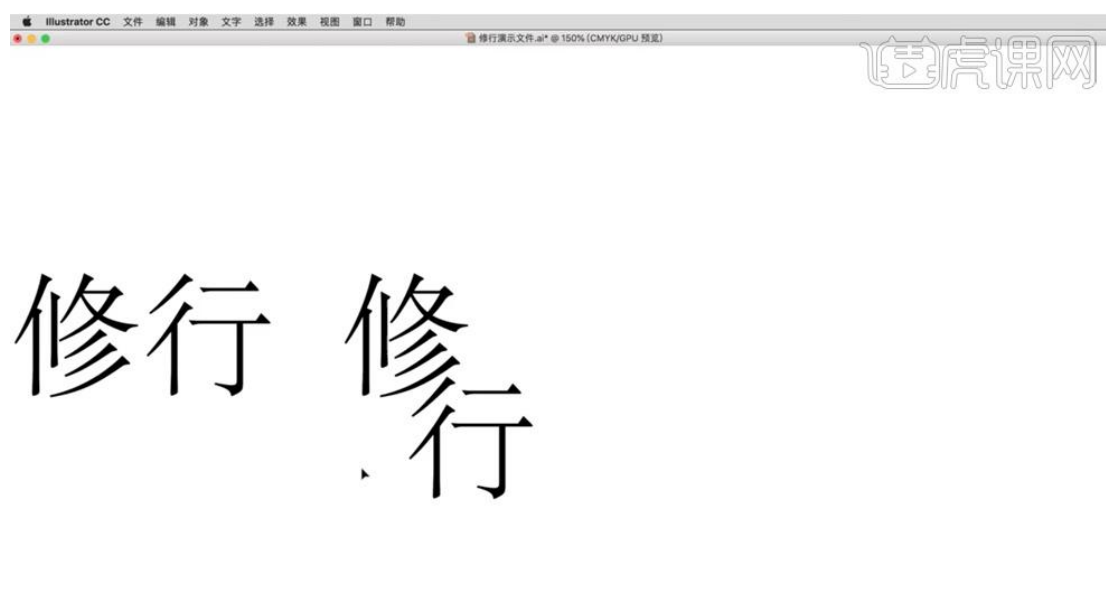 Illustrator CC 文件 编辑 对象 文字 选择 效果 视图 窗口 帮助
修行演示文件.ai* @ 150% (CMYK/GPU 预览)
虎课网
修行 修
行